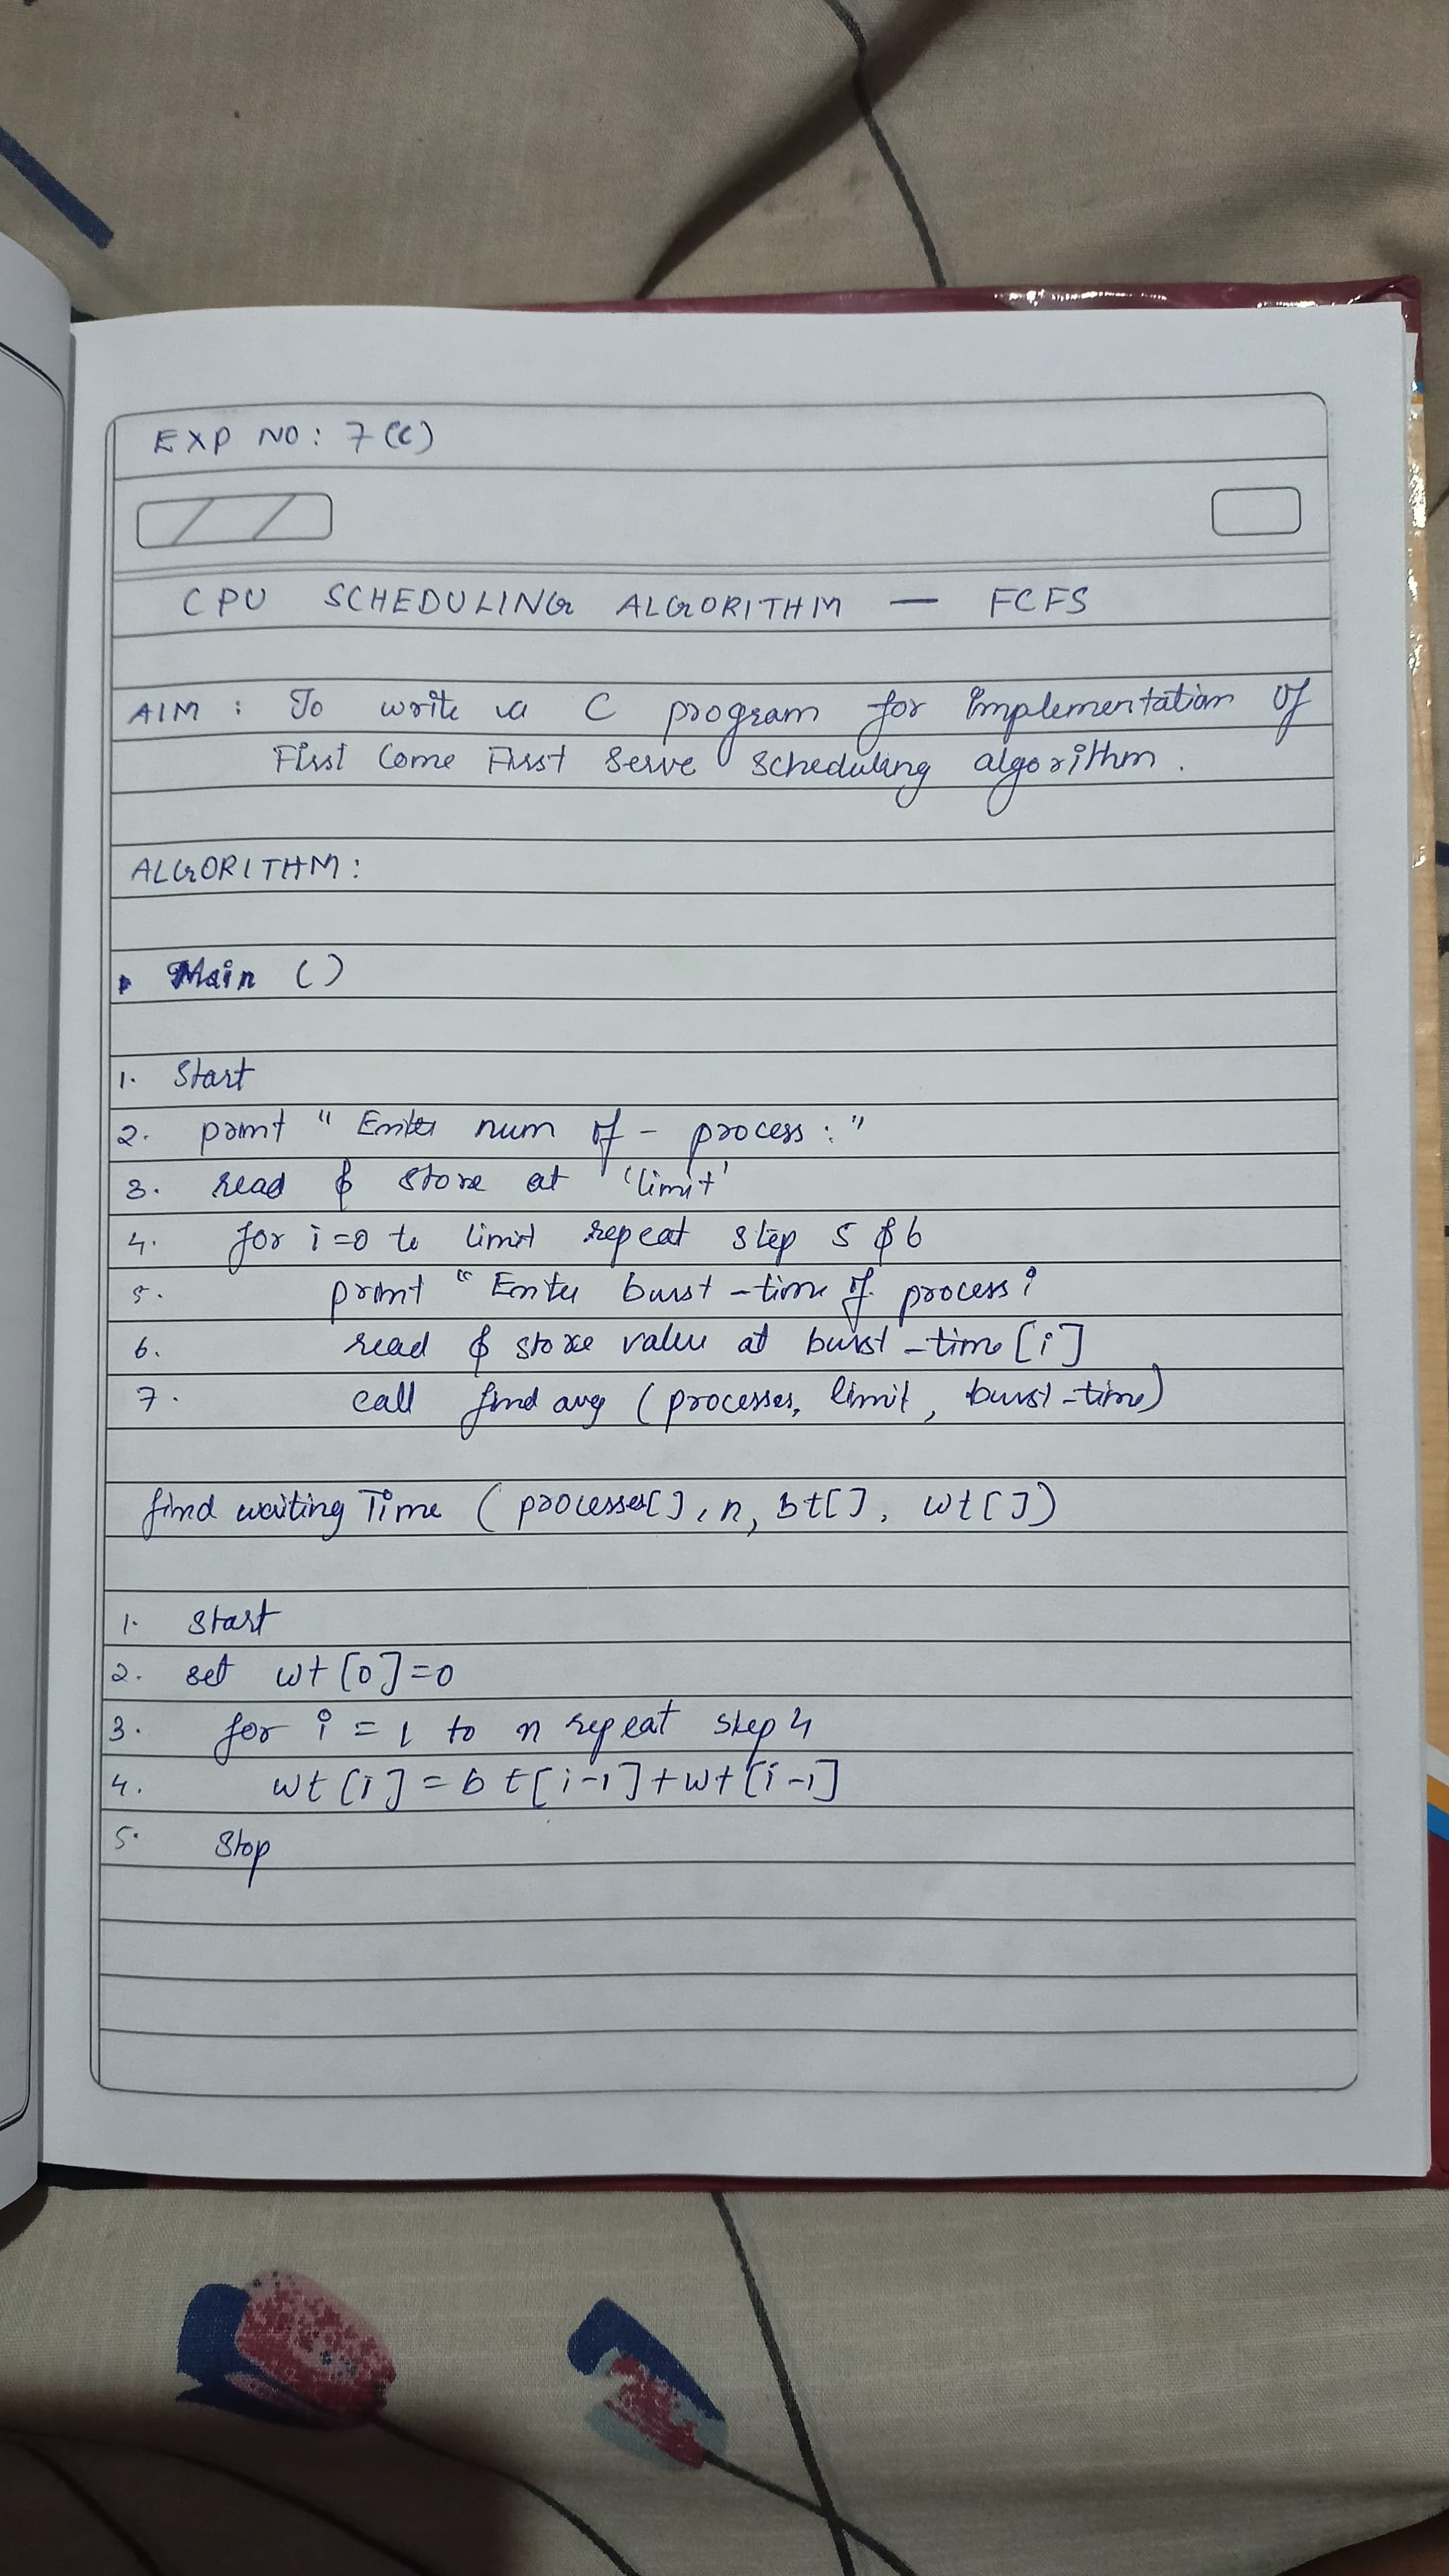 EXP NO: 7(C)
CPU SCHEDULING ALGORITHM — FCFS
AIM : To write a C program for Implementation of
First Come First Serve Scheduling algorithm.
ALGORITHM:
Main ()
1. Start
2. print " Enter num of - process : "
3. read & store at 'limit'
4. for i=0 to limit repeat step 5 & 6
5. print " Enter burst-time of process i
6. read & store value at burst-time [i]
7. call find avg (processes, limit, burst-time)
find waiting Time (processes[], n, bt[], wt[])
1. Start
2. set wt[0]=0
3. for i = 1 to n repeat step 4
4. wt[i] = bt[i-1]+wt[i-1]
5. Stop